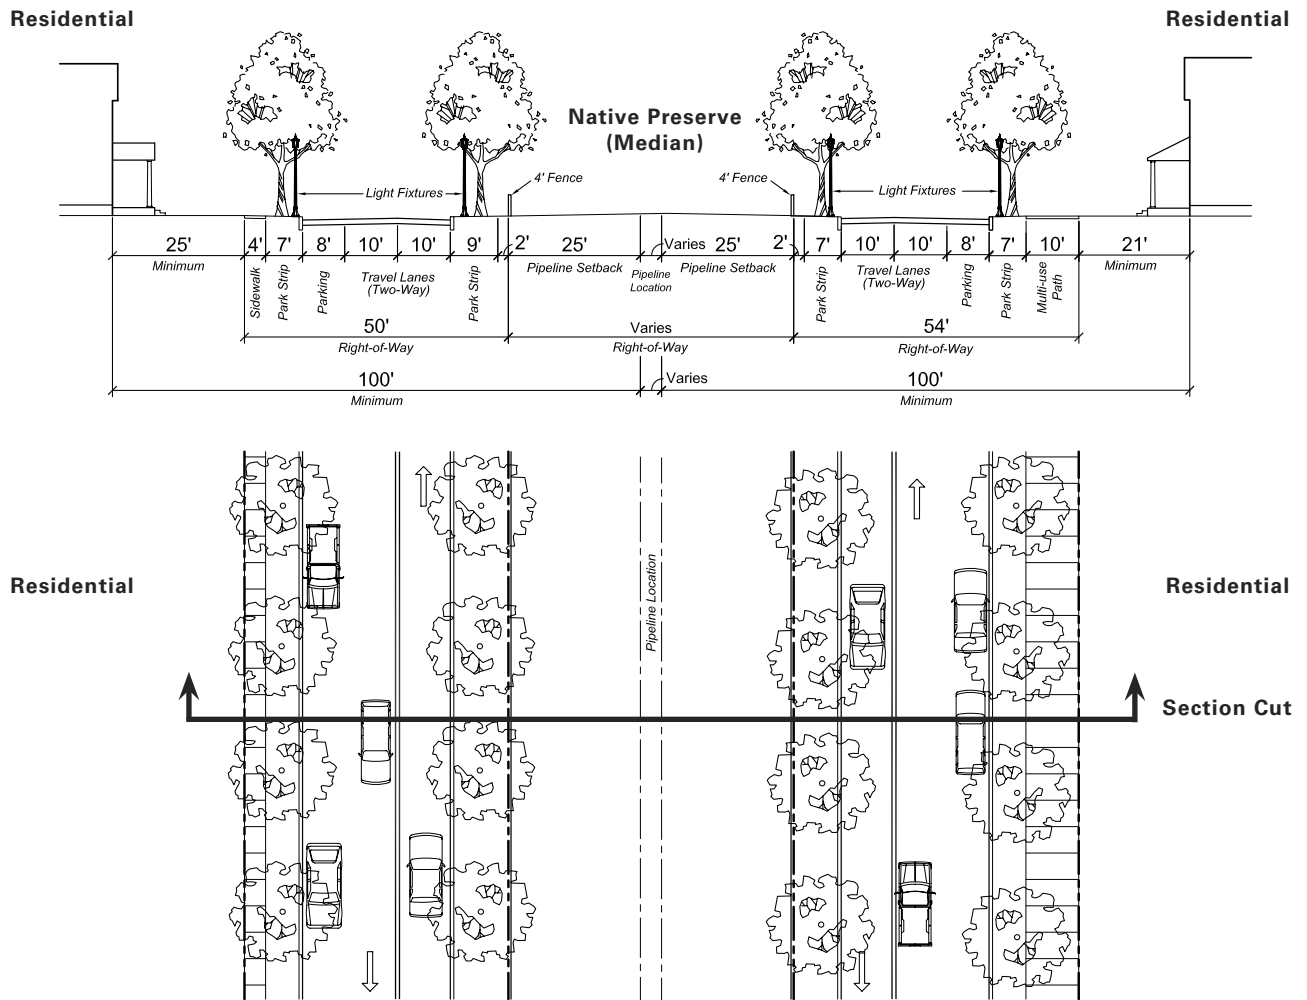 Residential
Residential
Native Preserve
(Median)
4' Fence
4' Fence
Light Fixtures
Light Fixtures
25'
4'
7'
8'
10'
10'
9'
2'
25'
Varies
25'
2'
7'
10'
10'
8'
7'
10'
21'
Minimum
Sidewalk
Park Strip
Parking
Travel Lanes
(Two-Way)
Park Strip
Pipeline Setback
Pipeline
Location
Pipeline Setback
Park Strip
Travel Lanes
(Two-Way)
Parking
Park Strip
Multi-use
Path
Minimum
50'
Right-of-Way
Varies
Right-of-Way
54'
Right-of-Way
100'
Minimum
Varies
100'
Minimum
Residential
Pipeline Location
Residential
Section Cut